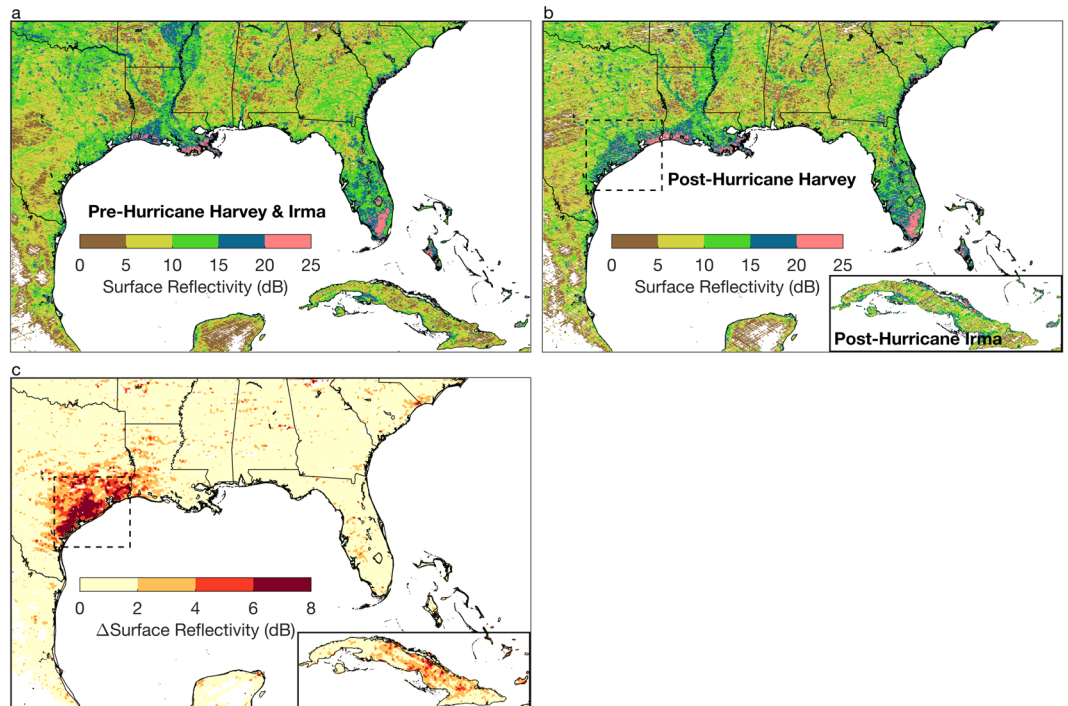 a
Pre-Hurricane Harvey & Irma
0 5 10 15 20 25
Surface Reflectivity (dB)
b
Post-Hurricane Harvey
0 5 10 15 20 25
Surface Reflectivity (dB)
Post-Hurricane Irma
c
0 2 4 6 8
ΔSurface Reflectivity (dB)